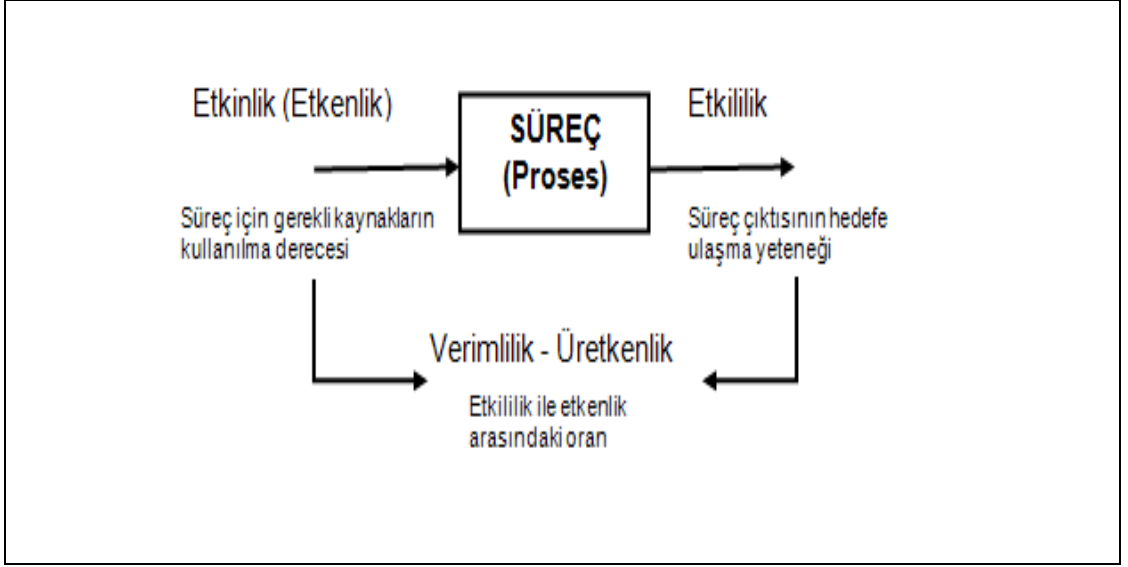 Etkinlik (Etkenlik)
SÜREÇ
(Proses)
Etkililik
Süreç için gerekli kaynakların
kullanılma derecesi
Süreç çıktısının hedefe
ulaşma yeteneği
Verimlilik - Üretkenlik
Etkililik ile etkenlik
arasındaki oran